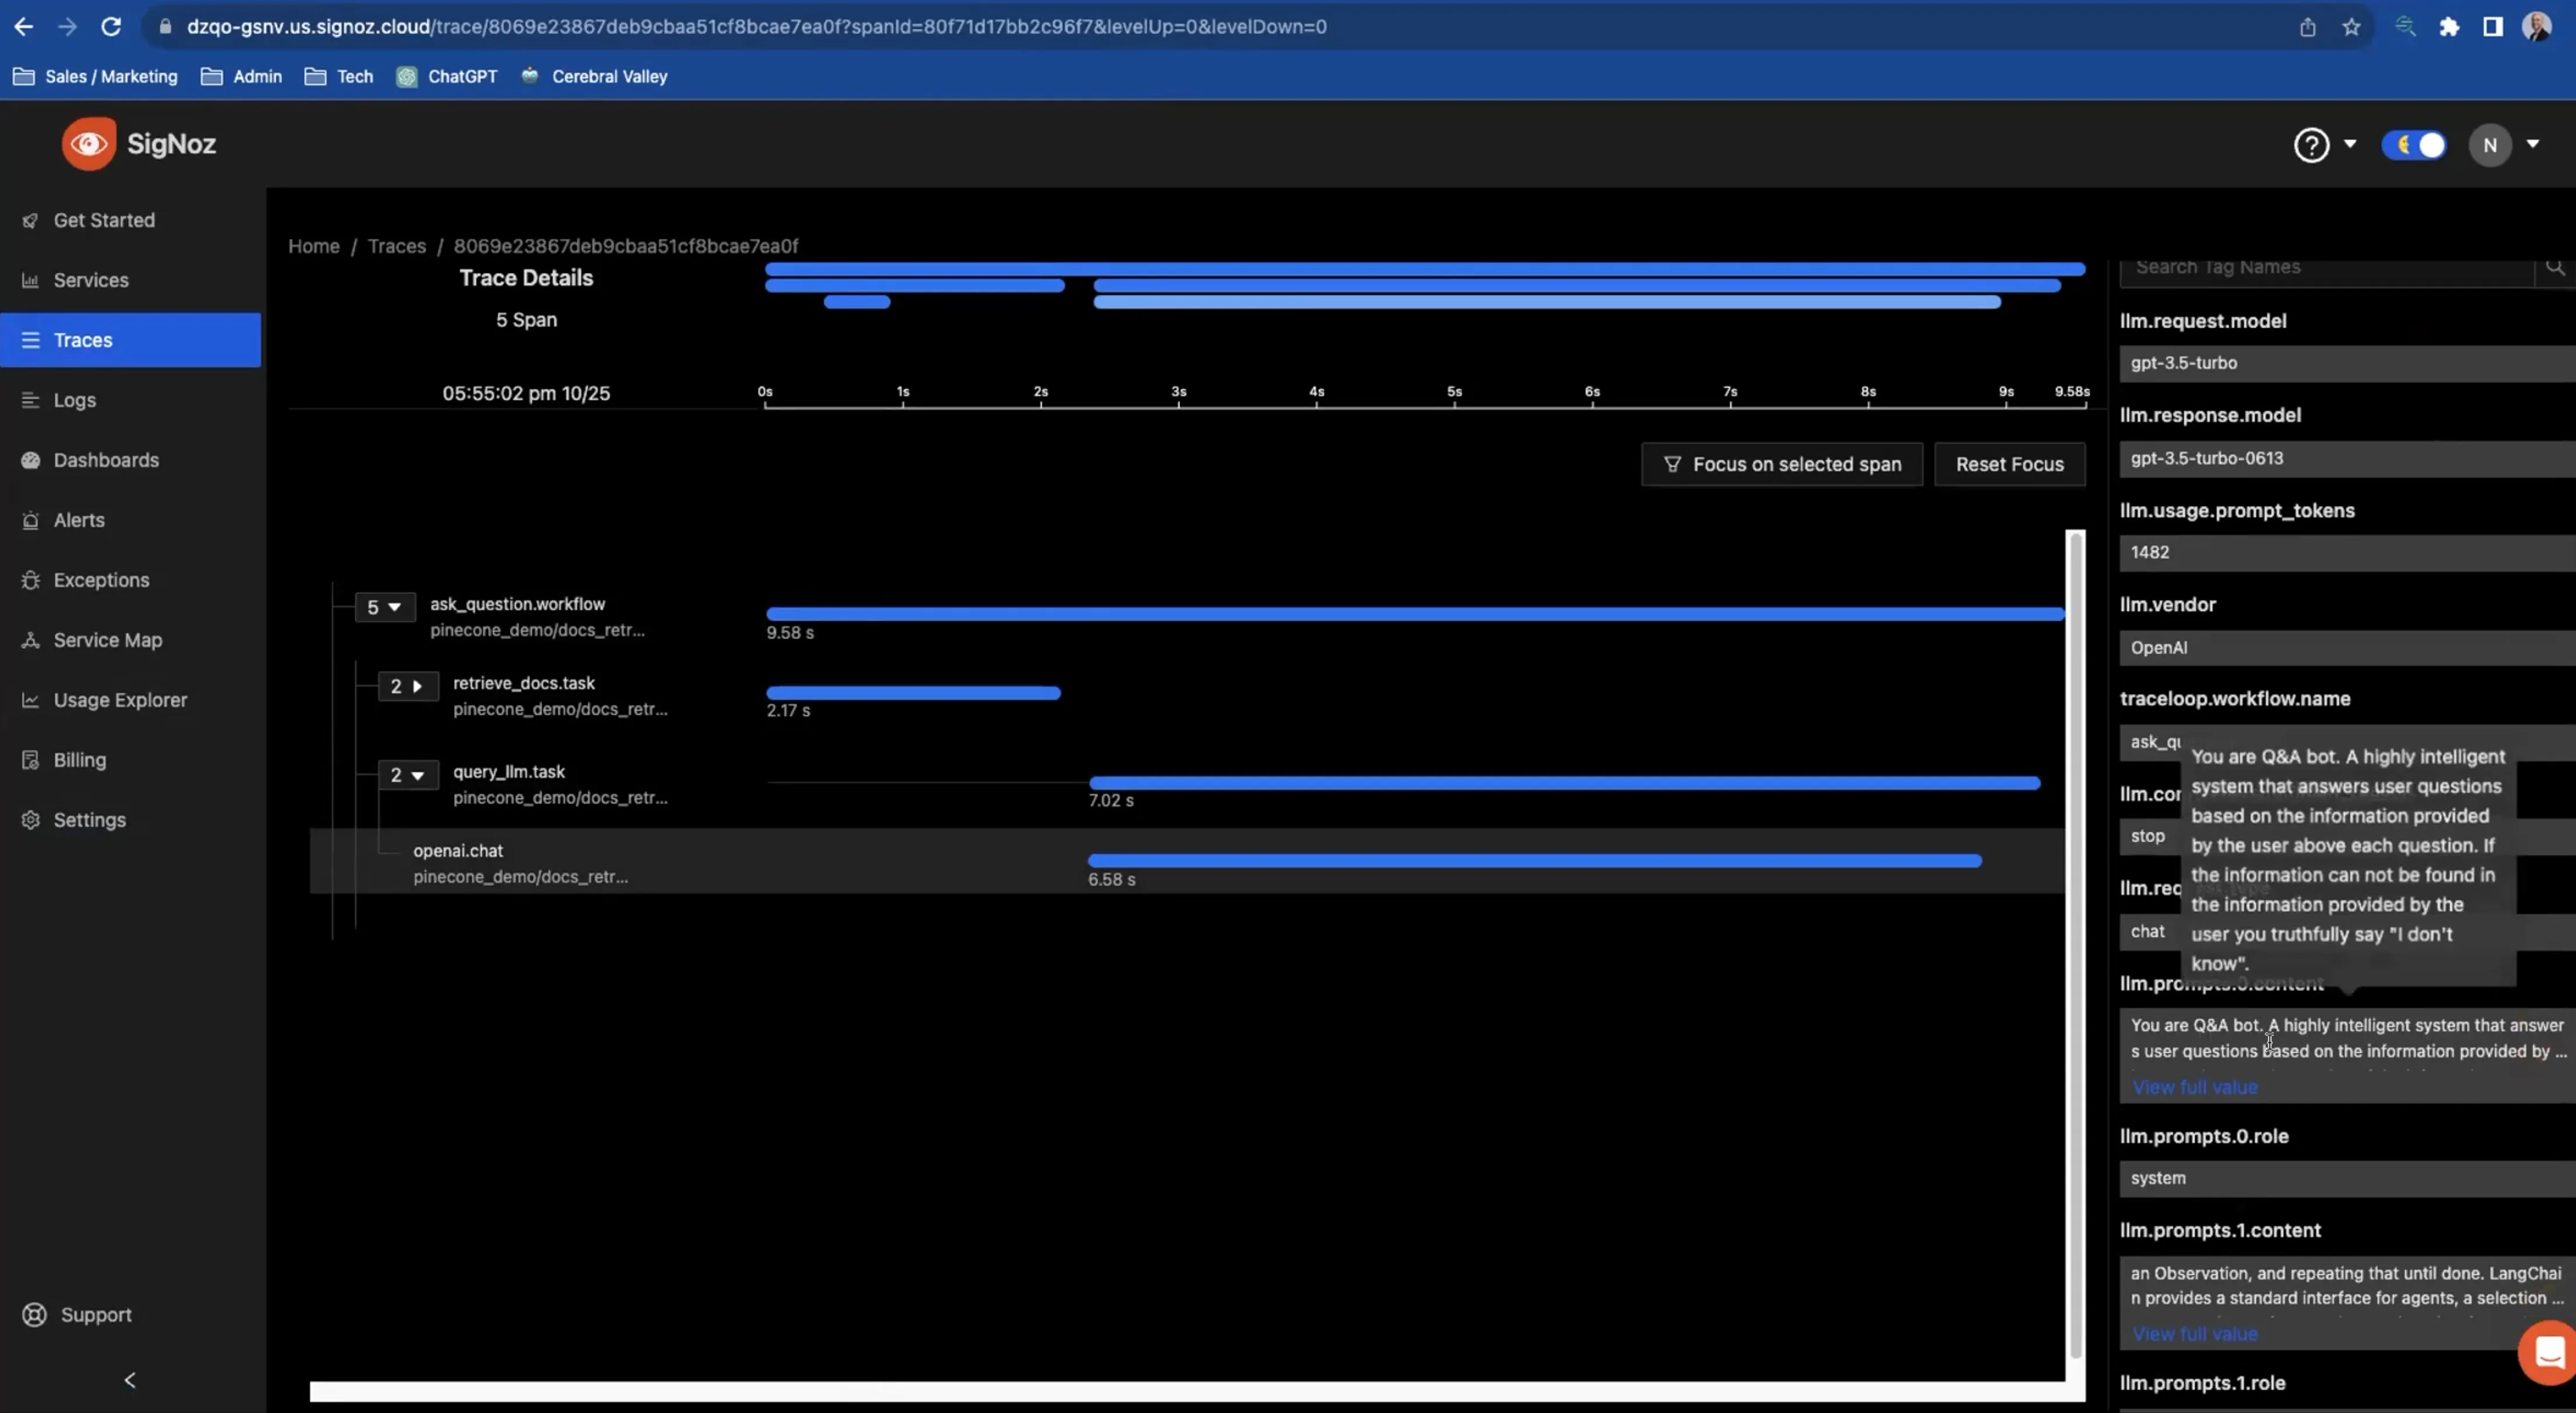 dzqo-gsnv.us.signoz.cloud/trace/8069e23867deb9cbaa51cf8bcae7ea0f?spanId=80f71d17bb2c96f7&levelUp=0&levelDown=0
Sales / Marketing
Admin
Tech
ChatGPT
Cerebral Valley
SigNoz
N
Get Started
Services
Traces
Logs
Dashboards
Alerts
Exceptions
Service Map
Usage Explorer
Billing
Settings
Support
Home / Traces / 8069e23867deb9cbaa51cf8bcae7ea0f
Trace Details
5 Span
05:55:02 pm 10/25
0s 1s 2s 3s 4s 5s 6s 7s 8s 9s 9.58s
Focus on selected span
Reset Focus
5 ask_question.workflow
pinecone_demo/docs_retr...
9.58 s
2 retrieve_docs.task
pinecone_demo/docs_retr...
2.17 s
2 query_llm.task
pinecone_demo/docs_retr...
7.02 s
openai.chat
pinecone_demo/docs_retr...
6.58 s
Search Tag Names
llm.request.model
gpt-3.5-turbo
llm.response.model
gpt-3.5-turbo-0613
llm.usage.prompt_tokens
1482
llm.vendor
OpenAI
traceloop.workflow.name
ask_qu
You are Q&A bot. A highly intelligent
system that answers user questions
based on the information provided
by the user above each question. If
the information can not be found in
the information provided by the
user you truthfully say "I don't
know".
llm.con
stop
llm.req
chat
llm.prompts.0.content
You are Q&A bot. A highly intelligent system that answer
s user questions based on the information provided by ...
View full value
llm.prompts.0.role
system
llm.prompts.1.content
an Observation, and repeating that until done. LangChai
n provides a standard interface for agents, a selection ...
View full value
llm.prompts.1.role